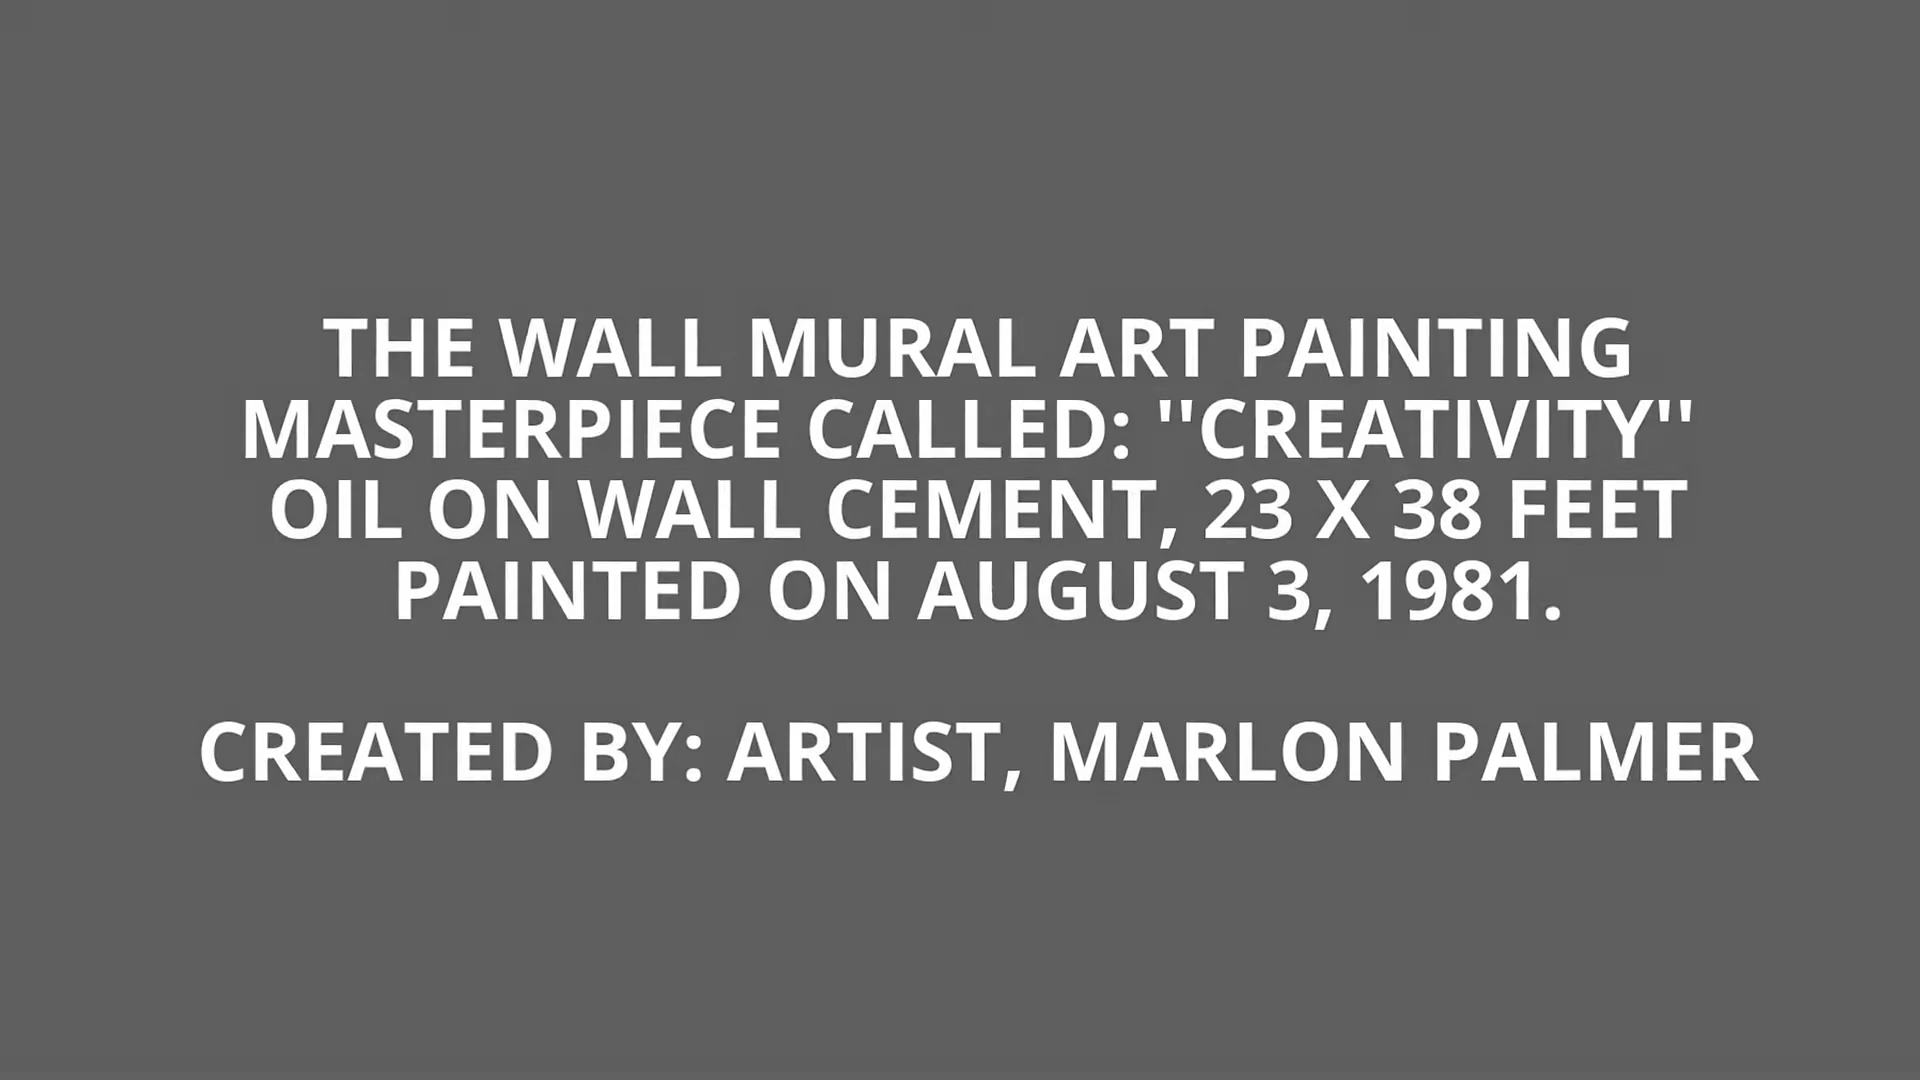 THE WALL MURAL ART PAINTING
MASTERPIECE CALLED: ''CREATIVITY''
OIL ON WALL CEMENT, 23 X 38 FEET
PAINTED ON AUGUST 3, 1981.
CREATED BY: ARTIST, MARLON PALMER